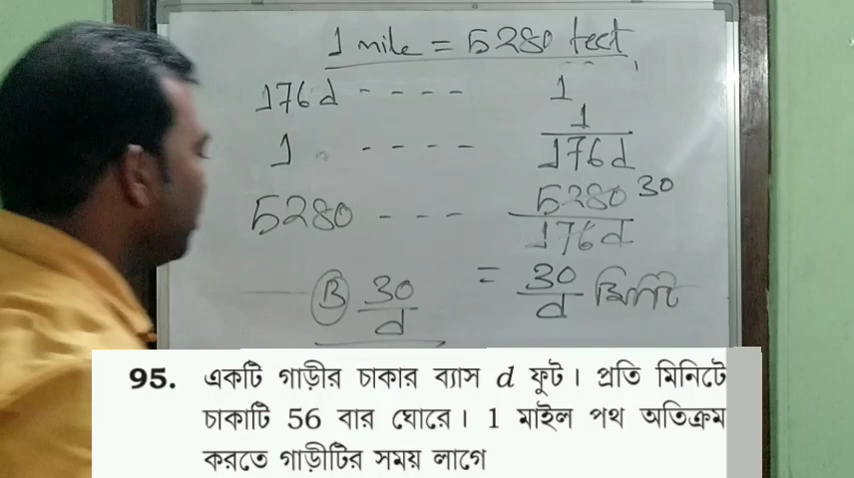 1 mile = 5280 feet
176d - - - - 1
1 - - - - 1/176d
5280 - - - 5280/176d 30
(B) 30/d = 30/d মিনিট
95. একটি গাড়ীর চাকার ব্যাস d ফুট। প্রতি মিনিটে
চাকাটি 56 বার ঘোরে। 1 মাইল পথ অতিক্রম
করতে গাড়ীটির সময় লাগে